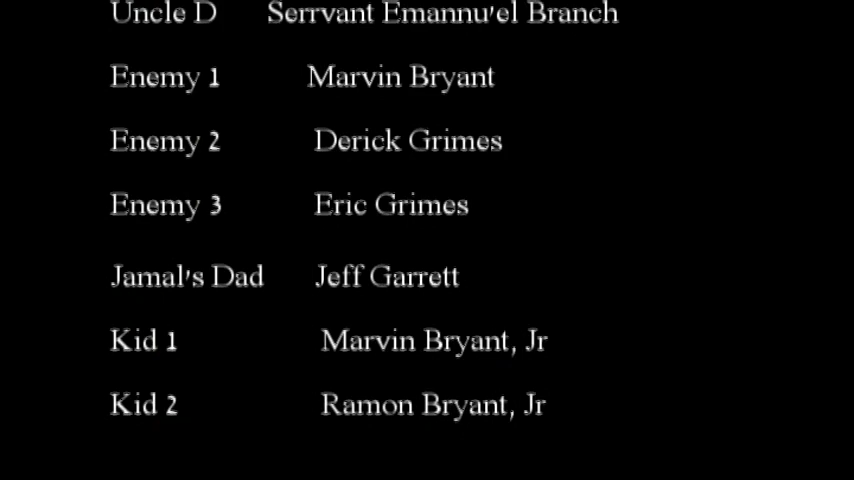 Uncle D Serrvant Emannu'el Branch
Enemy 1 Marvin Bryant
Enemy 2 Derick Grimes
Enemy 3 Eric Grimes
Jamal's Dad Jeff Garrett
Kid 1 Marvin Bryant, Jr
Kid 2 Ramon Bryant, Jr